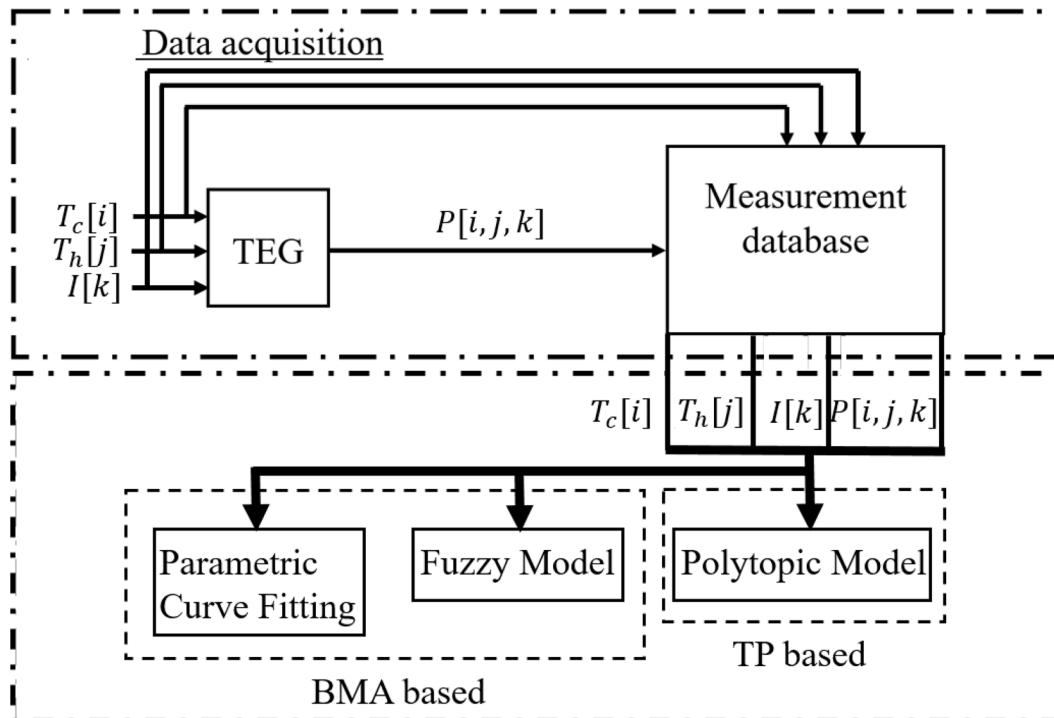 Data acquisition
T_c[i]
T_h[j]
I[k]
TEG
P[i, j, k]
Measurement
database
T_c[i] T_h[j] I[k] P[i, j, k]
Parametric
Curve Fitting
Fuzzy Model
Polytopic Model
BMA based
TP based